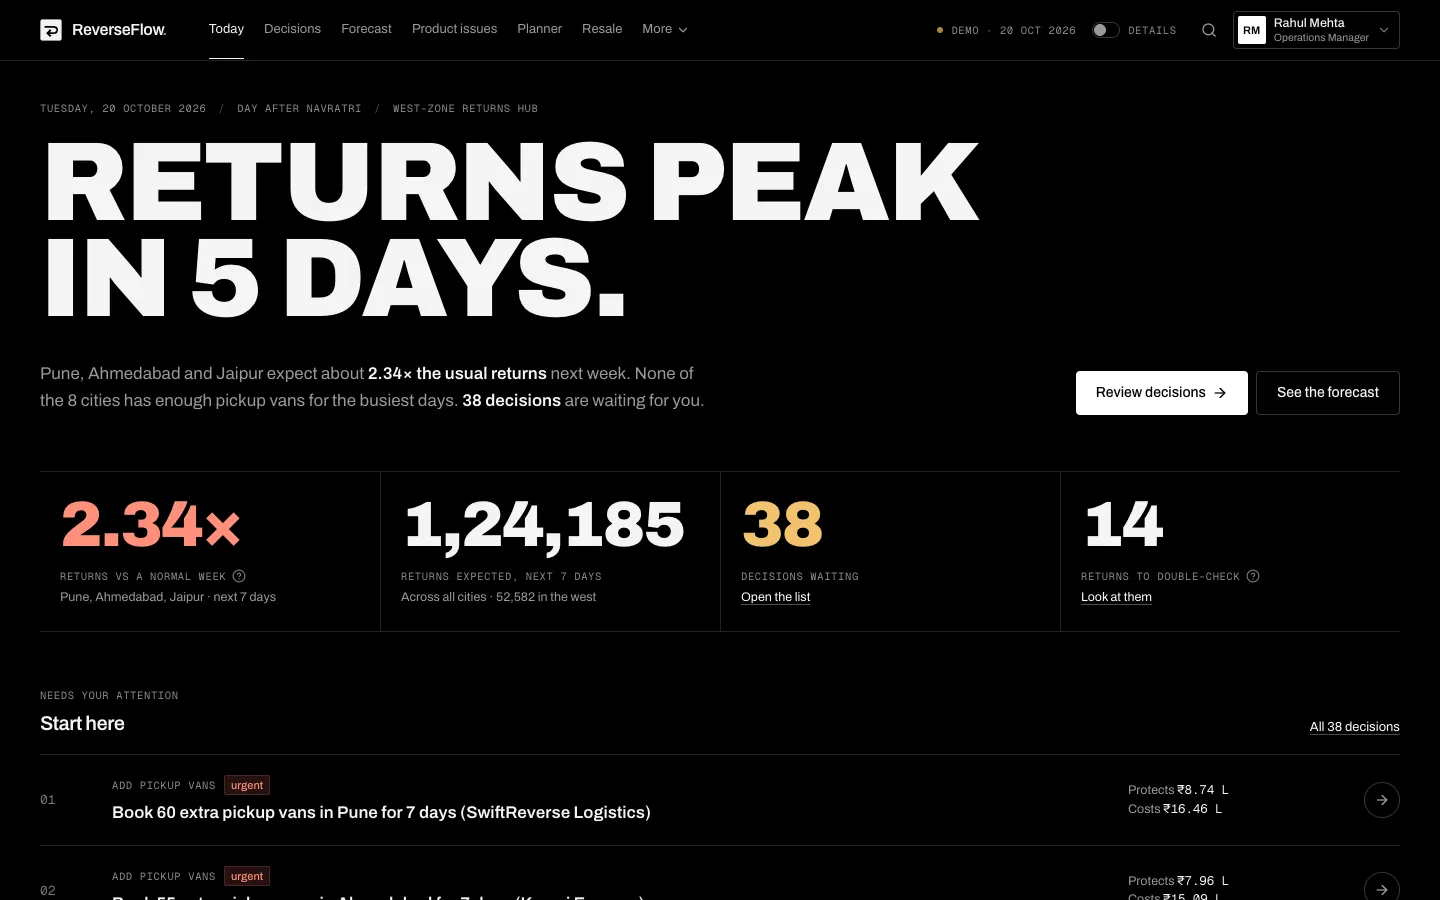 ReverseFlow.
Today Decisions Forecast Product issues Planner Resale More
DEMO · 20 OCT 2026 DETAILS
RM Rahul Mehta
Operations Manager
TUESDAY, 20 OCTOBER 2026 / DAY AFTER NAVRATRI / WEST-ZONE RETURNS HUB
RETURNS PEAK
IN 5 DAYS.
Pune, Ahmedabad and Jaipur expect about 2.34× the usual returns next week. None of
the 8 cities has enough pickup vans for the busiest days. 38 decisions are waiting for you.
Review decisions → See the forecast
2.34×
RETURNS VS A NORMAL WEEK ?
Pune, Ahmedabad, Jaipur · next 7 days
1,24,185
RETURNS EXPECTED, NEXT 7 DAYS
Across all cities · 52,582 in the west
38
DECISIONS WAITING
Open the list
14
RETURNS TO DOUBLE-CHECK ?
Look at them
NEEDS YOUR ATTENTION
Start here
All 38 decisions
01
ADD PICKUP VANS urgent
Book 60 extra pickup vans in Pune for 7 days (SwiftReverse Logistics)
Protects ₹8.74 L
Costs ₹16.46 L
02
ADD PICKUP VANS urgent
Protects ₹7.96 L